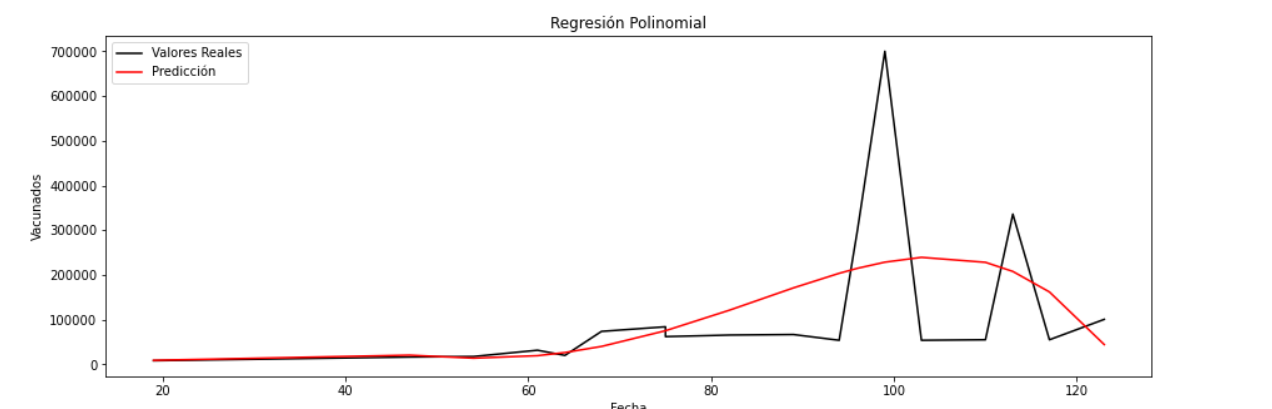 Regresión Polinomial
Valores Reales
Predicción
700000
600000
500000
400000
300000
200000
100000
0
Vacunados
20 40 60 80 100 120
Fecha